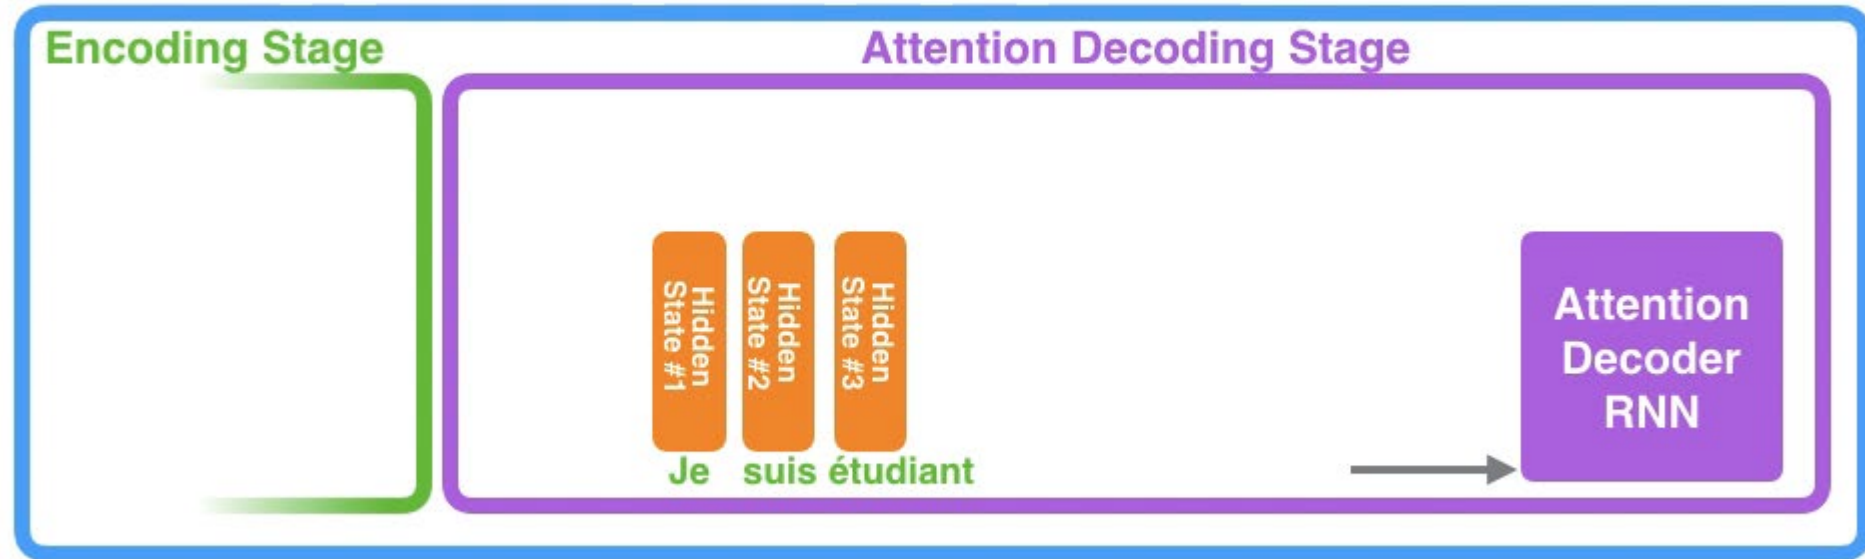 Encoding Stage
Attention Decoding Stage
Hidden
State #1
Hidden
State #2
Hidden
State #3
Je suis étudiant
Attention
Decoder
RNN